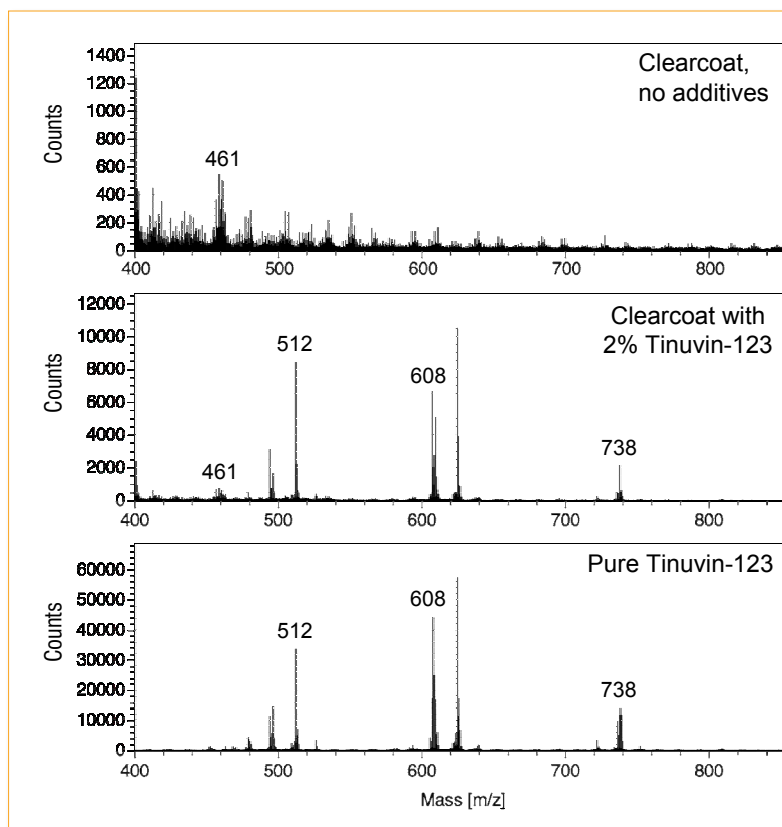 Clearcoat,
no additives
Counts
1400
1200
1000
800
600
400
200
0
461
400 500 600 700 800
Clearcoat with
2% Tinuvin-123
Counts
12000
10000
8000
6000
4000
2000
0
461
512
608
738
400 500 600 700 800
Pure Tinuvin-123
Counts
60000
50000
40000
30000
20000
10000
0
512
608
738
400 500 600 700 800
Mass [m/z]